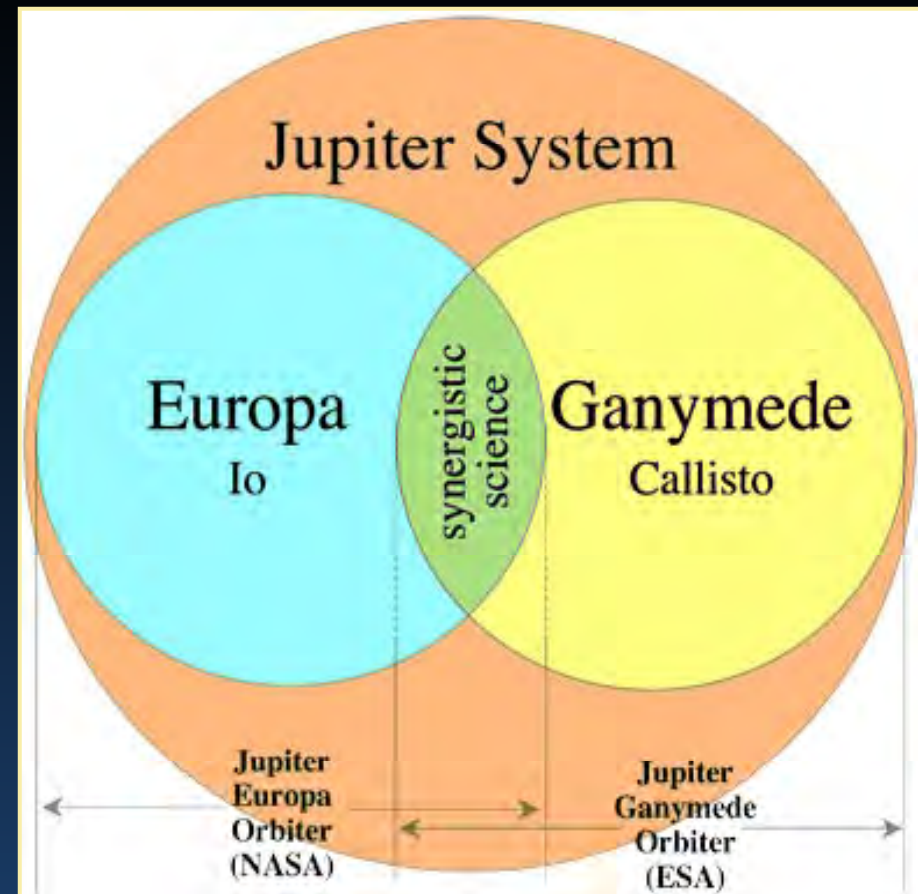 Jupiter System
Europa
Io
synergistic
science
Ganymede
Callisto
Jupiter
Europa
Orbiter
(NASA)
Jupiter
Ganymede
Orbiter
(ESA)